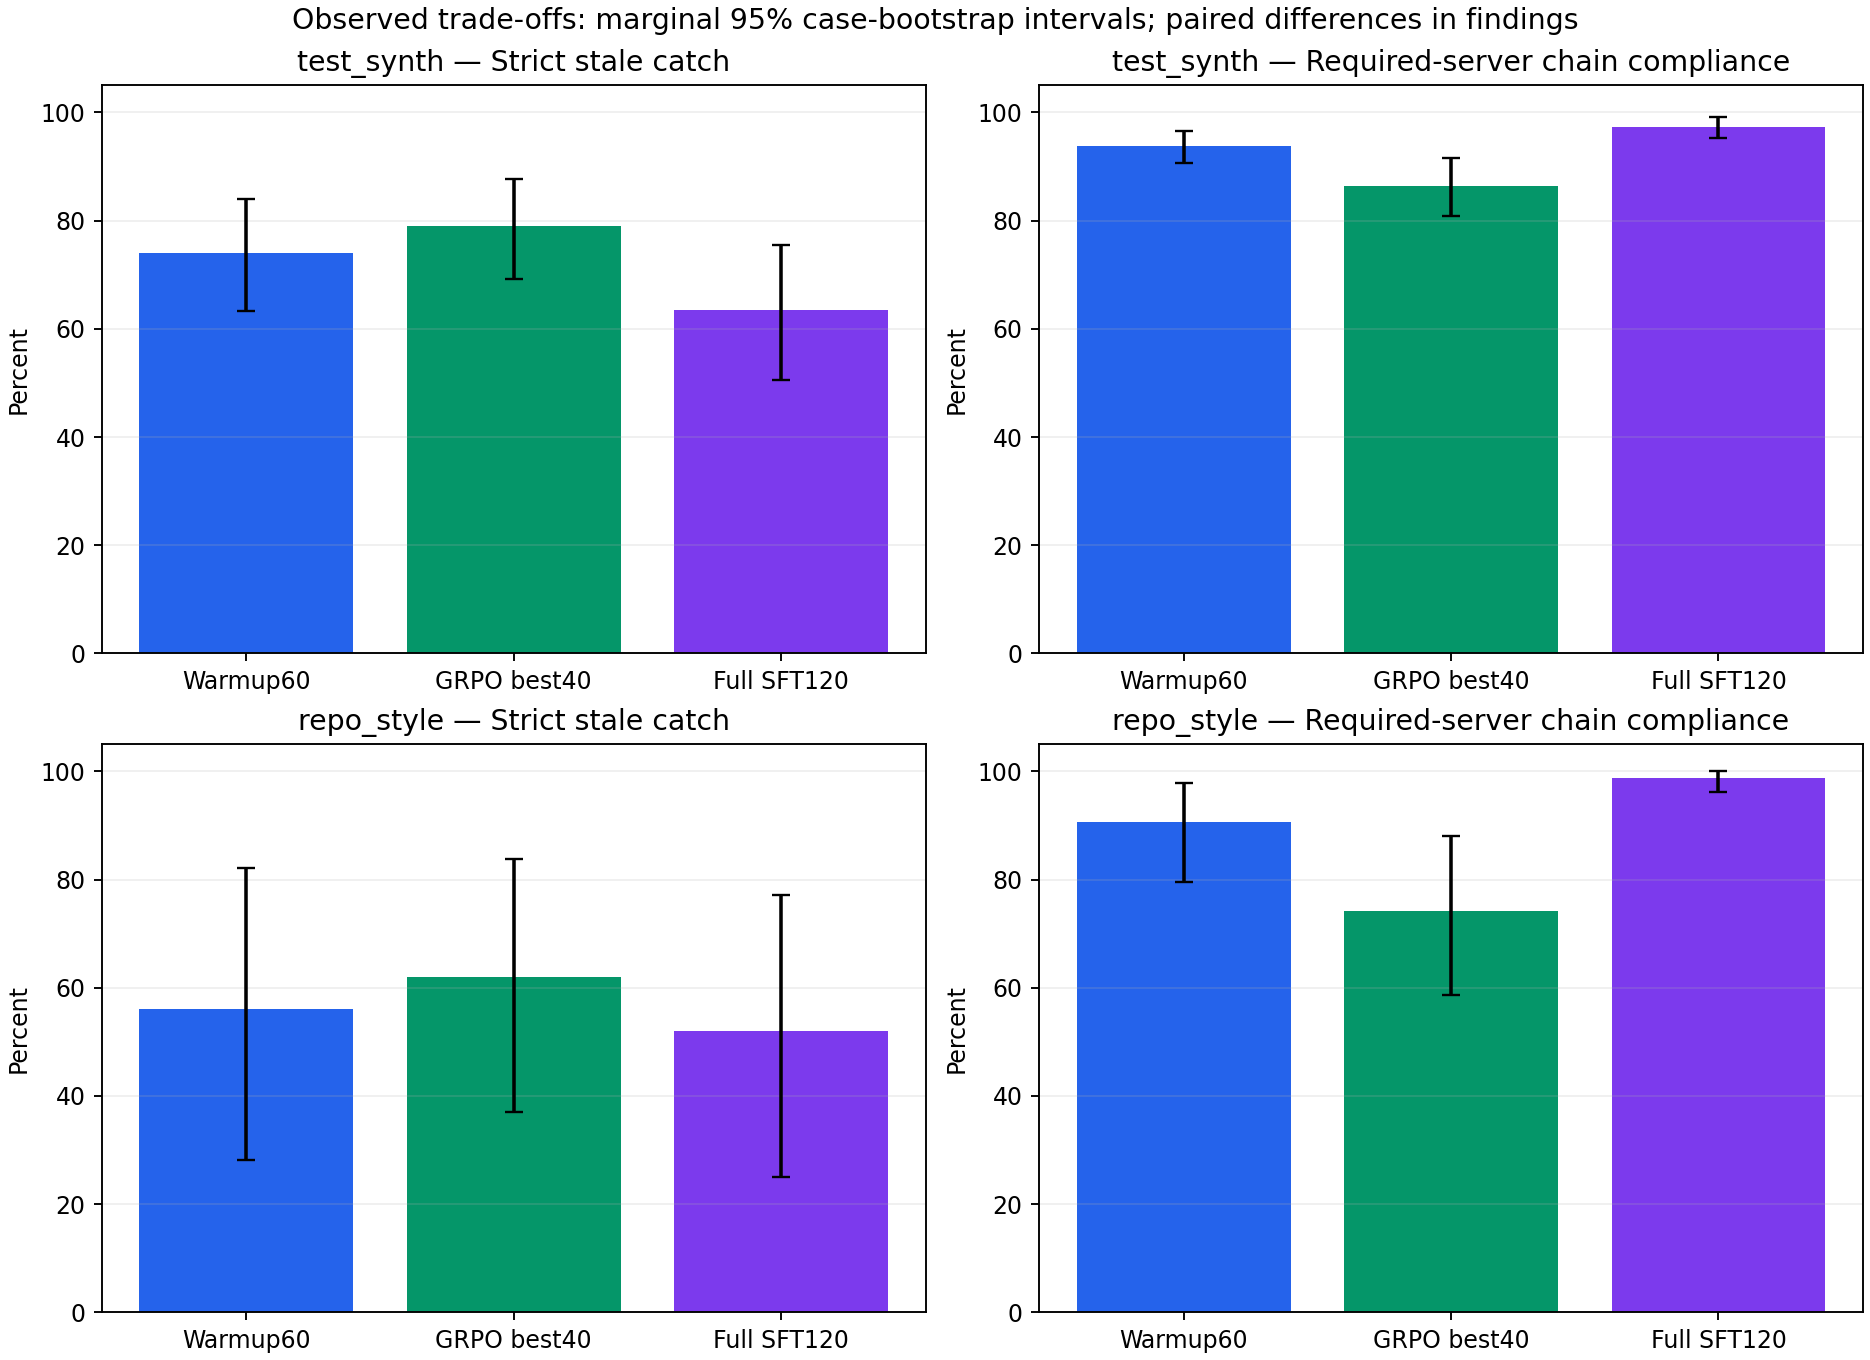 Observed trade-offs: marginal 95% case-bootstrap intervals; paired differences in findings
test_synth — Strict stale catch
Percent
100
80
60
40
20
0
Warmup60 GRPO best40 Full SFT120
test_synth — Required-server chain compliance
Percent
100
80
60
40
20
0
Warmup60 GRPO best40 Full SFT120
repo_style — Strict stale catch
Percent
100
80
60
40
20
0
Warmup60 GRPO best40 Full SFT120
repo_style — Required-server chain compliance
Percent
100
80
60
40
20
0
Warmup60 GRPO best40 Full SFT120